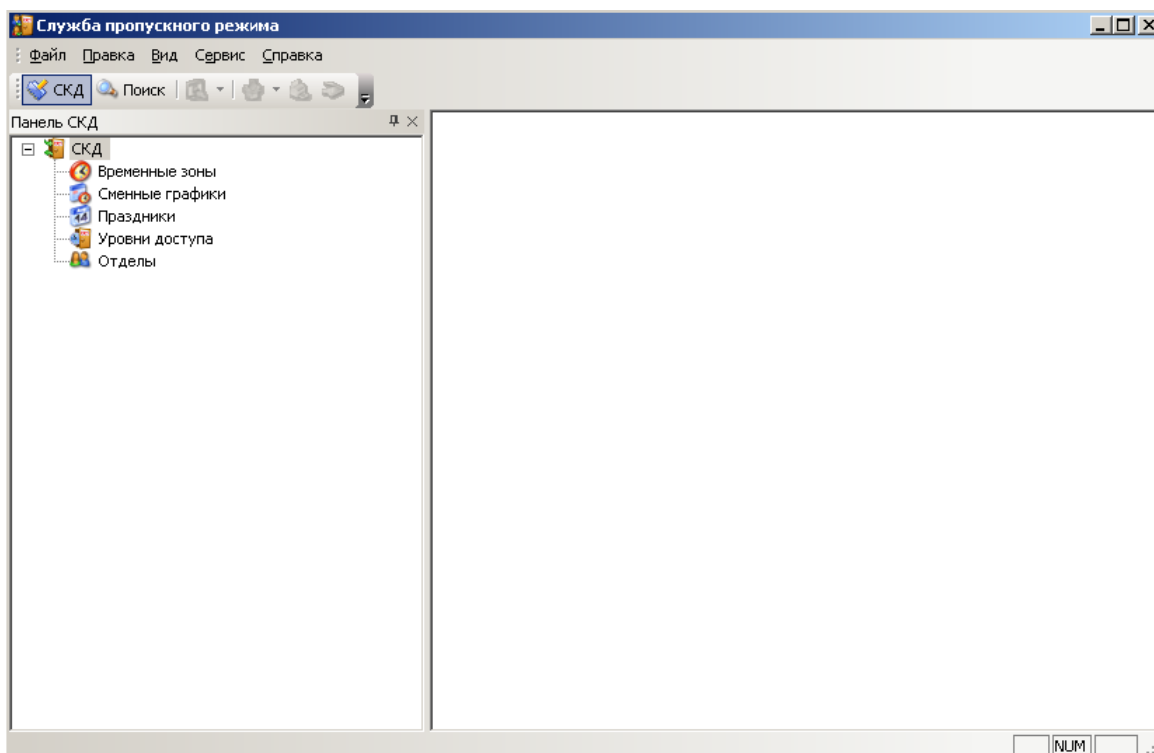 Служба пропускного режима
Файл Правка Вид Сервис Справка
СКД Поиск
Панель СКД
СКД
Временные зоны
Сменные графики
Праздники
Уровни доступа
Отделы
NUM